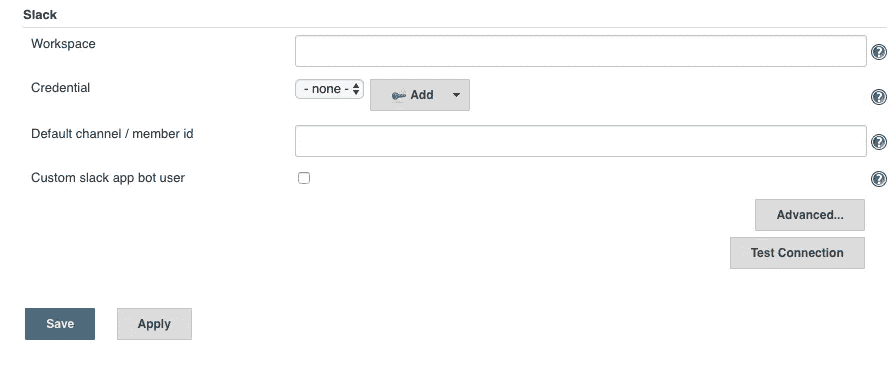 Slack
Workspace
?
Credential
- none -
Add
?
Default channel / member id
?
Custom slack app bot user
?
Advanced...
Test Connection
Save
Apply